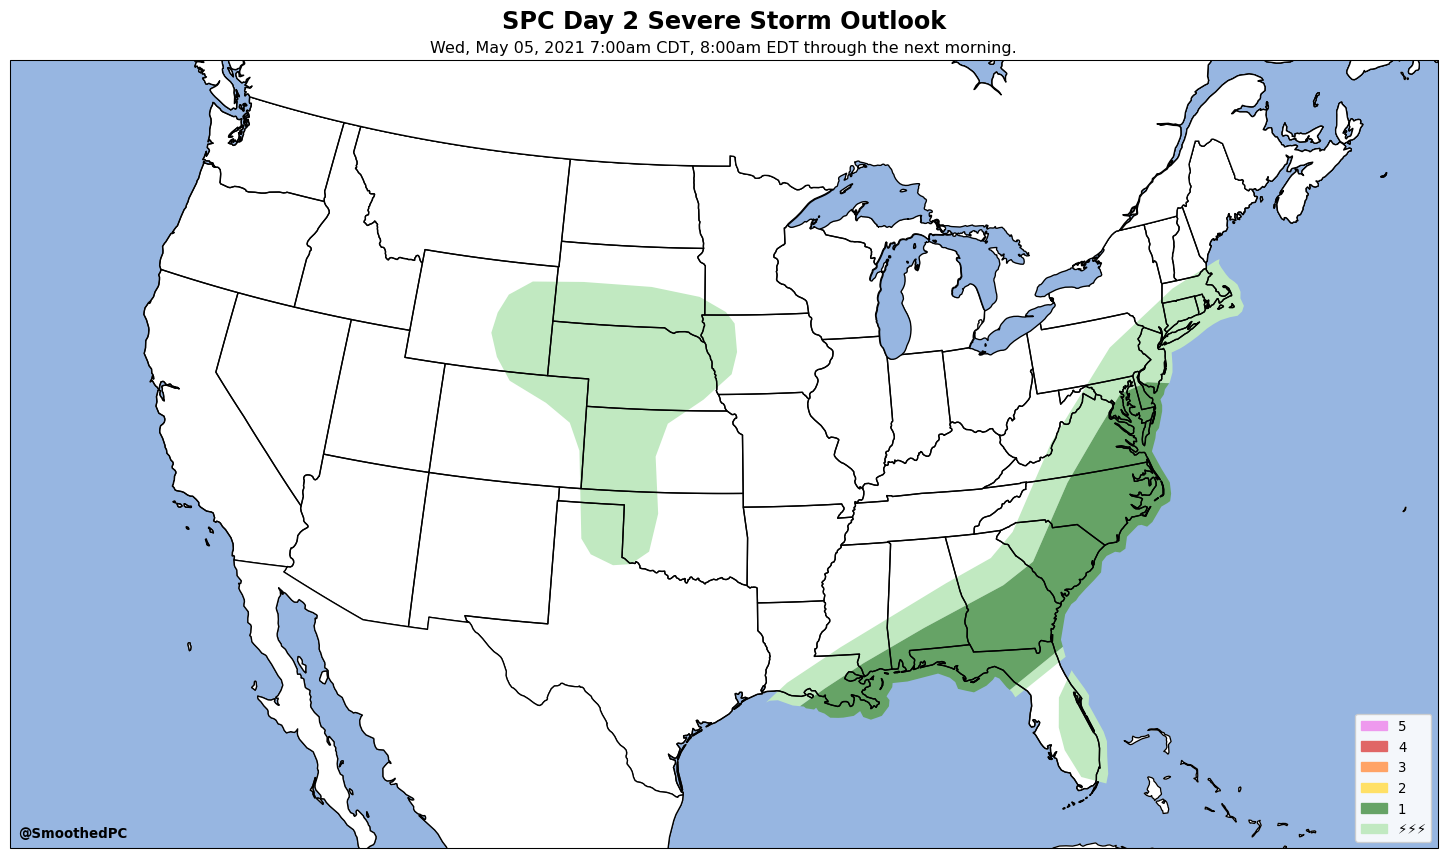 SPC Day 2 Severe Storm Outlook
Wed, May 05, 2021 7:00am CDT, 8:00am EDT through the next morning.
5
4
3
2
1
⚡⚡⚡
@SmoothedPC